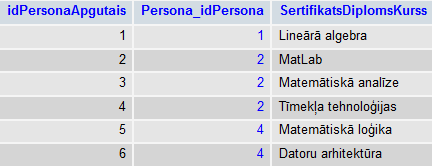 idPersonaApgutais Persona_idPersona SertifikatsDiplomsKurss
1 1 Lineārā algebra
2 2 MatLab
3 2 Matemātiskā analīze
4 2 Tīmekļa tehnoloģijas
5 4 Matemātiskā loģika
6 4 Datoru arhitektūra